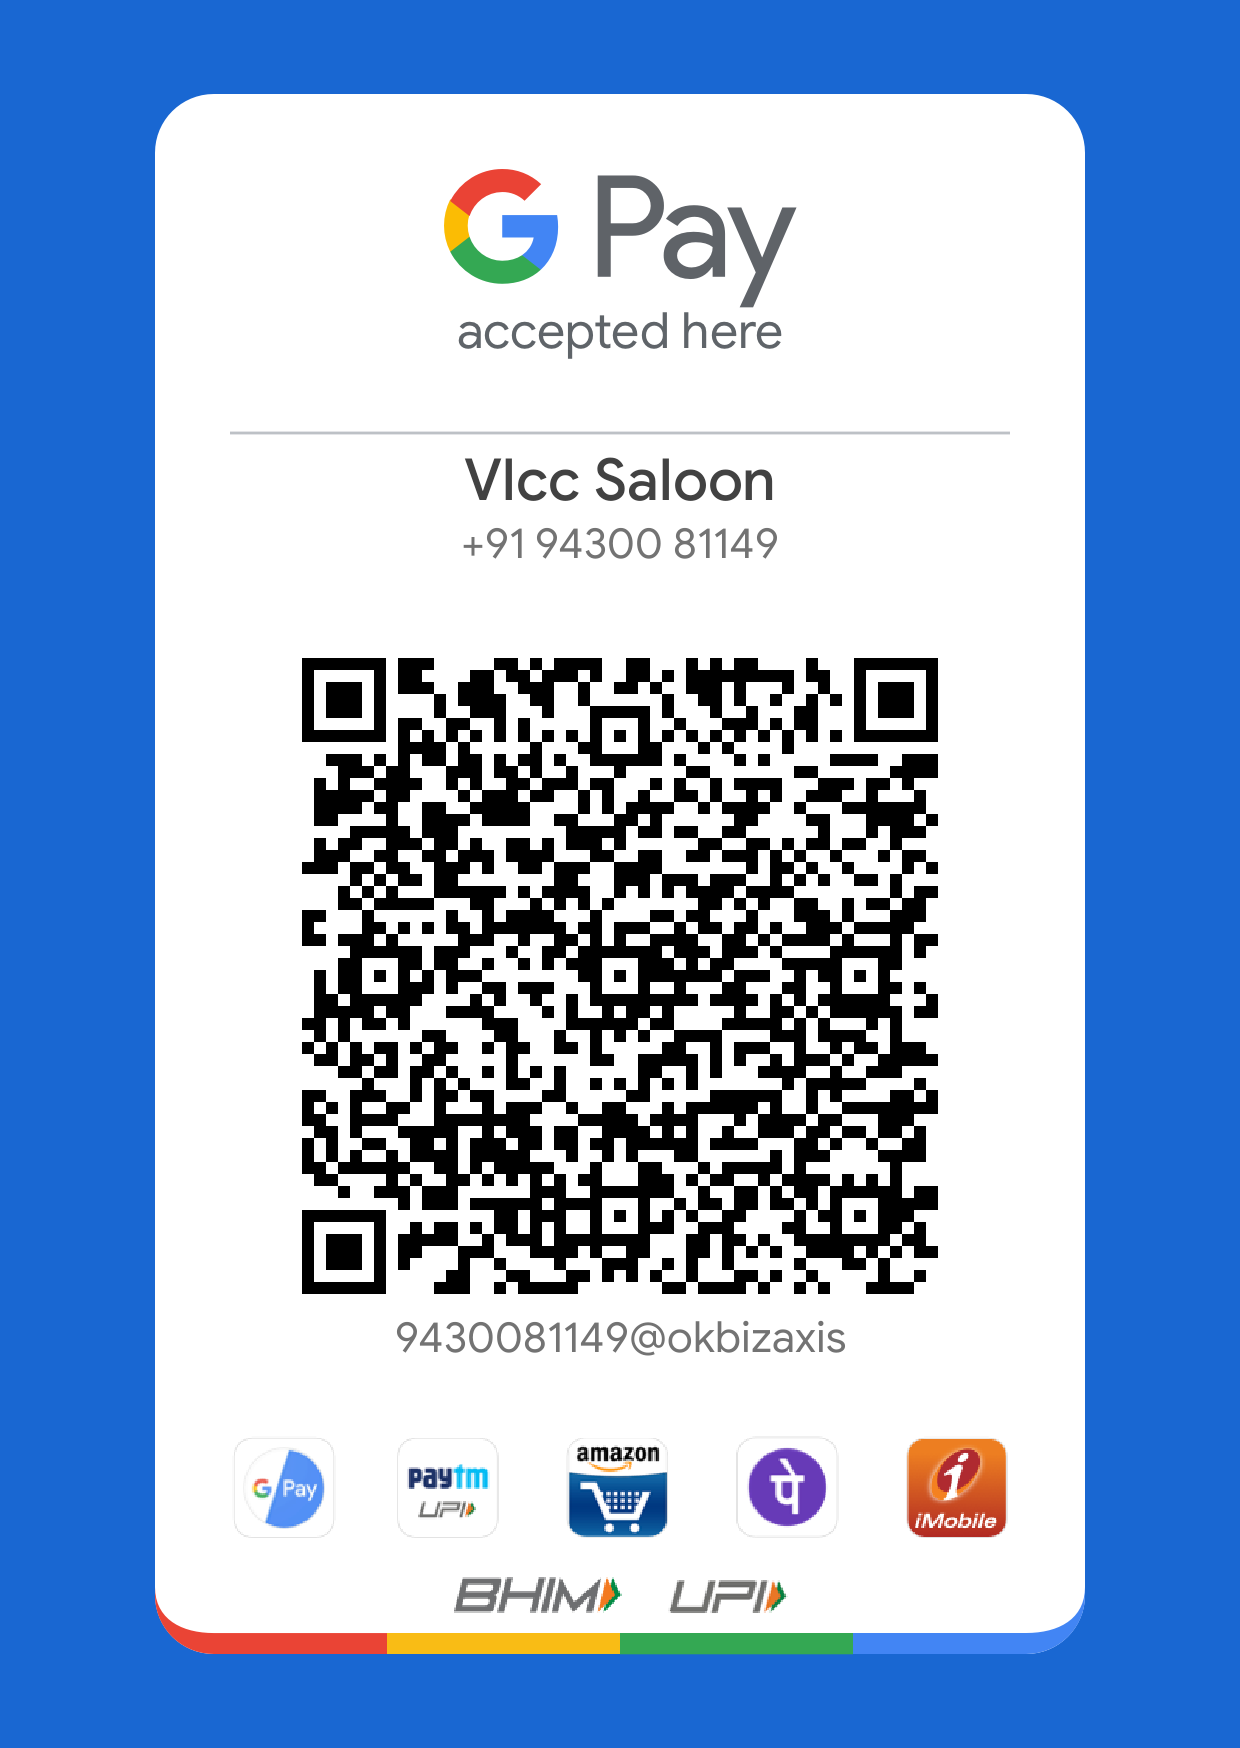 G Pay
accepted here
Vlcc Saloon
+91 94300 81149
9430081149@okbizaxis
G Pay
paytm
UPI
amazon
पे
i
iMobile
BHIM UPI